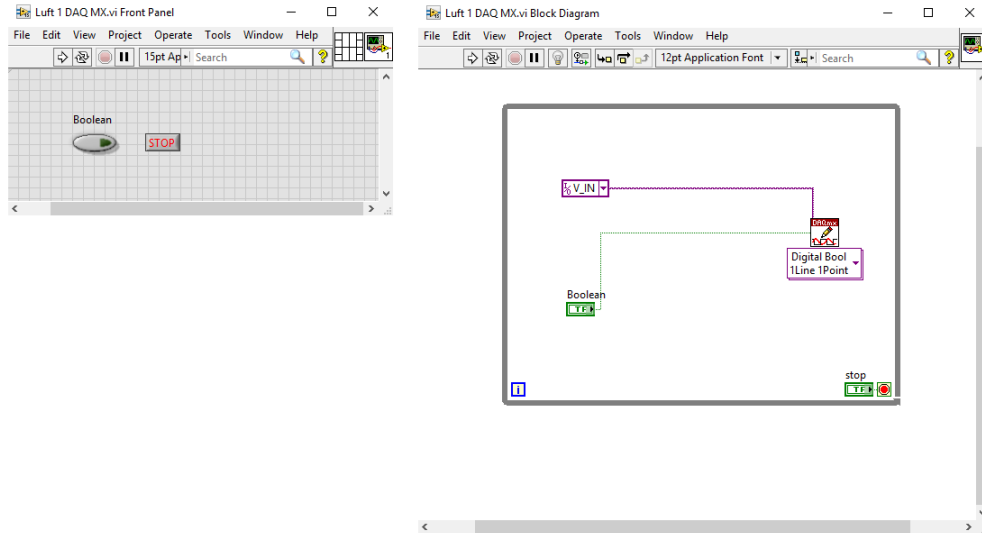 Luft 1 DAQ MX.vi Front Panel
File Edit View Project Operate Tools Window Help
15pt Ap Search
Boolean
STOP
Luft 1 DAQ MX.vi Block Diagram
File Edit View Project Operate Tools Window Help
12pt Application Font Search
I/O V_IN
DAQmx
Digital Bool
1Line 1Point
Boolean
TF
stop
TF
i